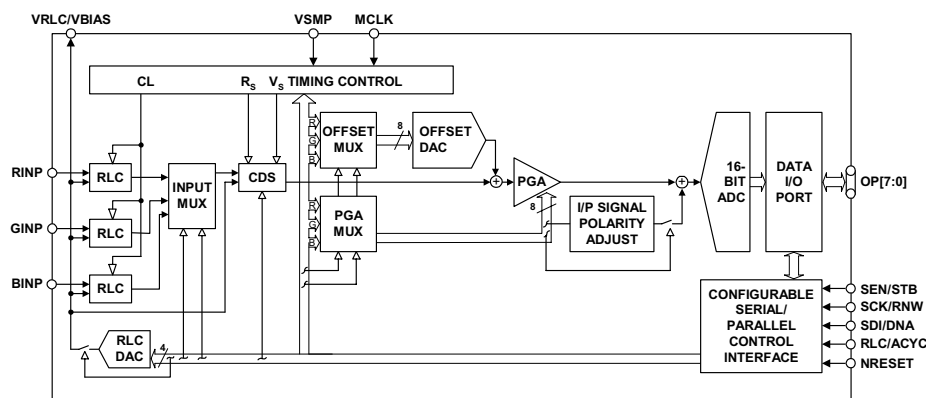 VRLC/VBIAS VSMP MCLK
CL R_S V_S TIMING CONTROL
R
G
B
OFFSET
MUX
8
OFFSET
DAC
RINP
RLC
INPUT
MUX
CDS
+
PGA
+
16-
BIT
ADC
DATA
I/O
PORT
OP[7:0]
GINP
RLC
R
G
B
PGA
MUX
8
I/P SIGNAL
POLARITY
ADJUST
BINP
RLC
CONFIGURABLE
SERIAL/
PARALLEL
CONTROL
INTERFACE
SEN/STB
SCK/RNW
SDI/DNA
RLC/ACYC
NRESET
RLC
DAC
4